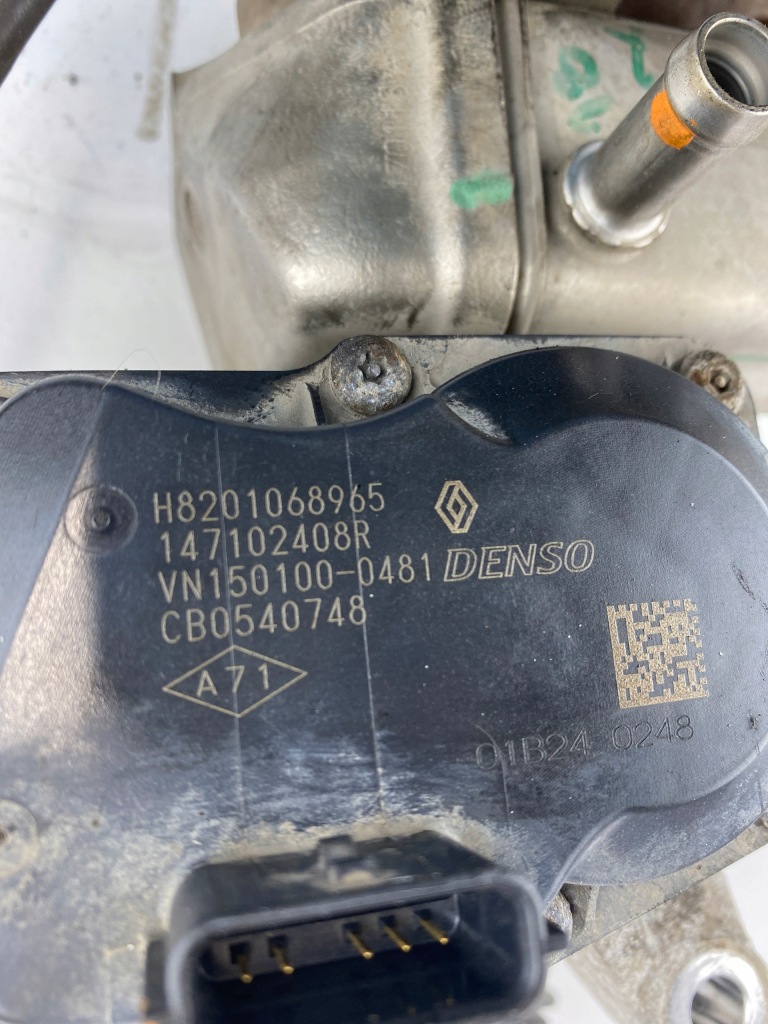 H8201068965
147102408R
VN150100-0481 DENSO
CB0540748
A71
01B24 0248